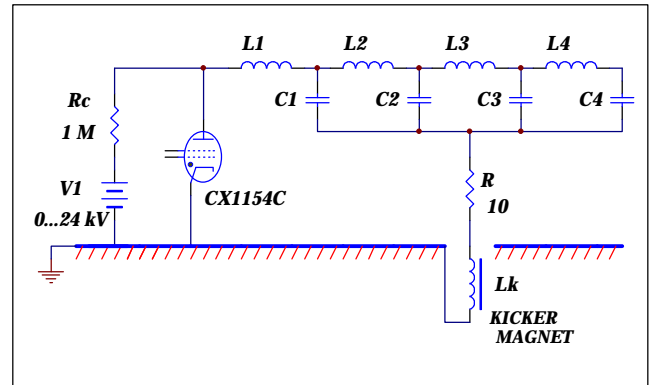 L1
L2
L3
L4
C1
C2
C3
C4
Rc
1 M
V1
0...24 kV
CX1154C
R
10
Lk
KICKER
MAGNET